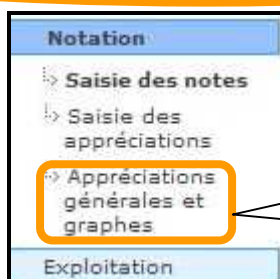 Notation
Saisie des notes
Saisie des
appréciations
Appréciations
générales et
graphes
Exploitation